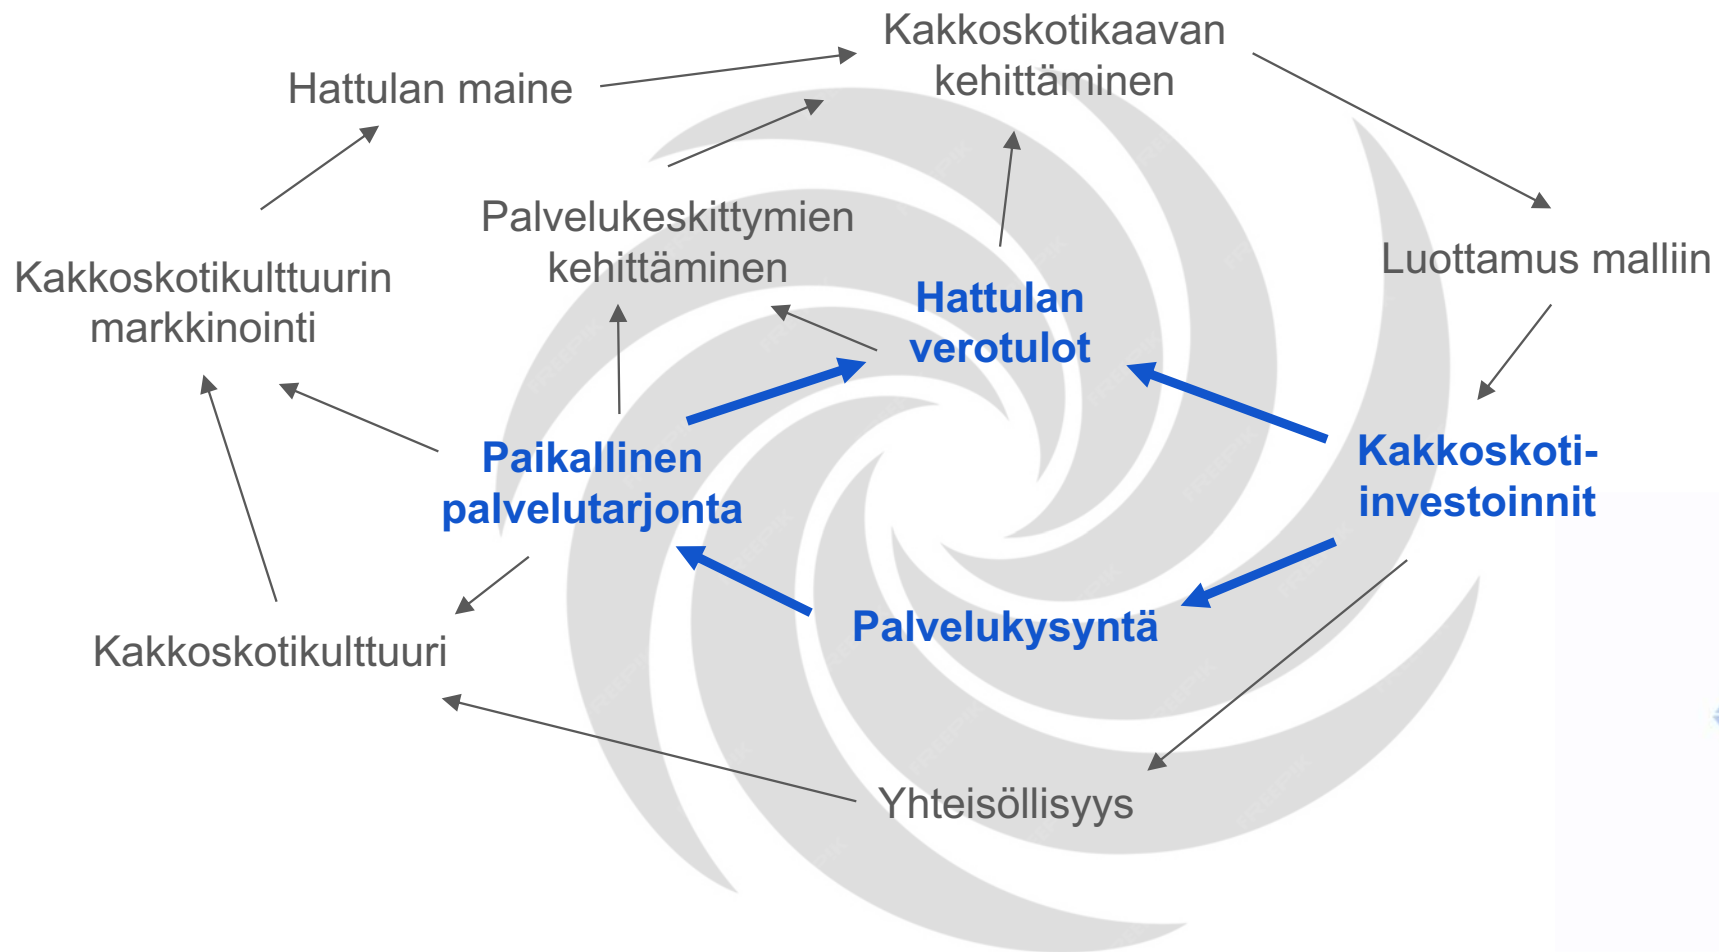 Kakkoskotikaavan
kehittäminen
Hattulan maine
Palvelukeskittymien
kehittäminen
Luottamus malliin
Kakkoskotikulttuurin
markkinointi
Hattulan
verotulot
Paikallinen
palvelutarjonta
Kakkoskoti-
investoinnit
Palvelukysyntä
Kakkoskotikulttuuri
Yhteisöllisyys